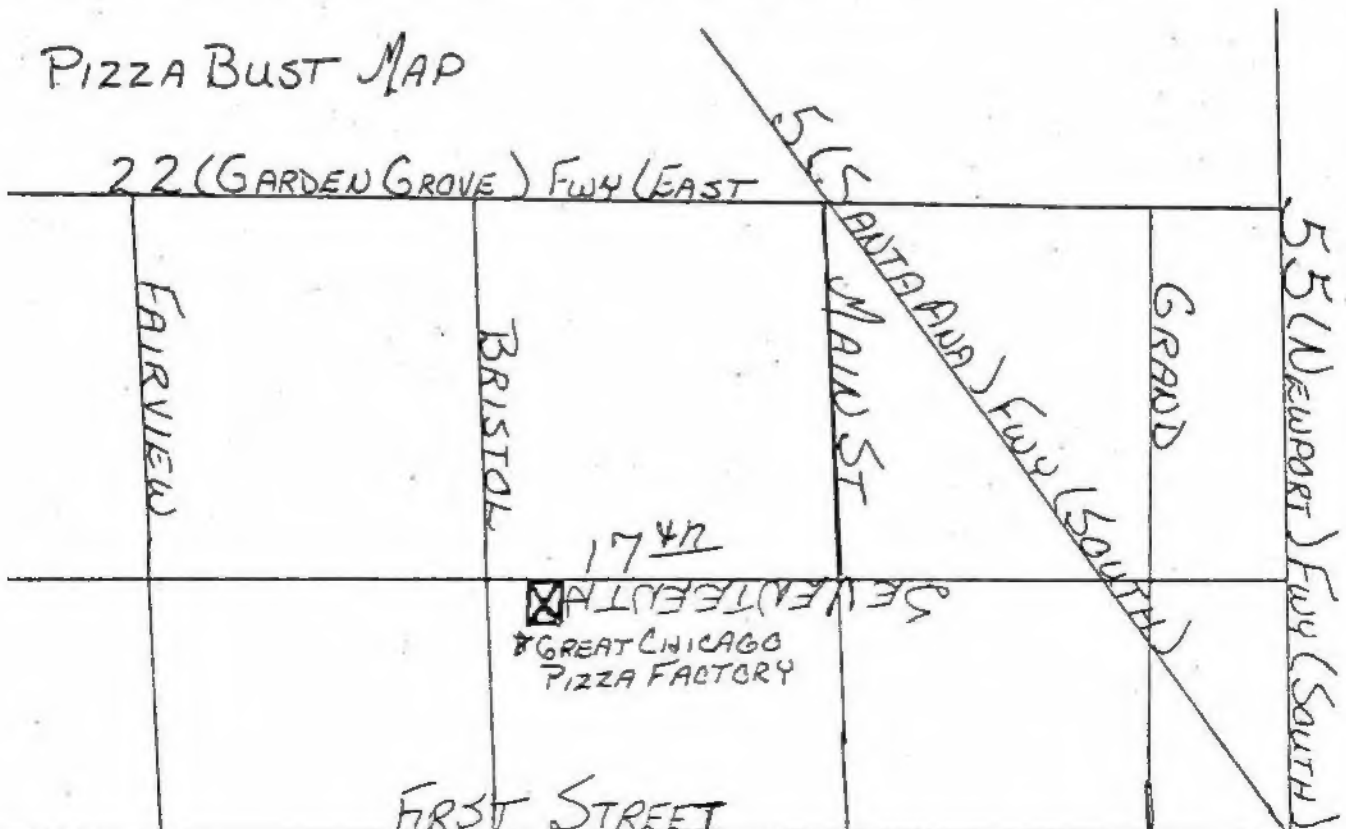 PIZZA BUST MAP
22 (GARDEN GROVE) FWY (EAST
5 (SANTA ANA) FWY (SOUTH)
55 (NEWPORT) FWY (SOUTH)
FAIRVIEW
BRISTOL
MAIN ST
GRAND
17th
SEVENTEENTH
*GREAT CHICAGO
PIZZA FACTORY
FIRST STREET